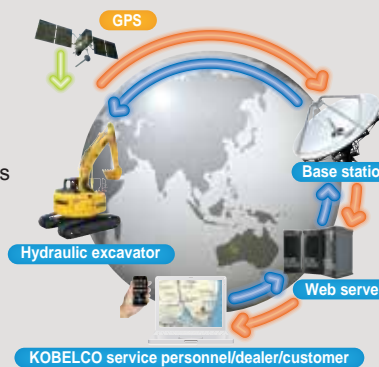 GPS
s
Base statio
Hydraulic excavator
Web serve
KOBELCO service personnel/dealer/customer